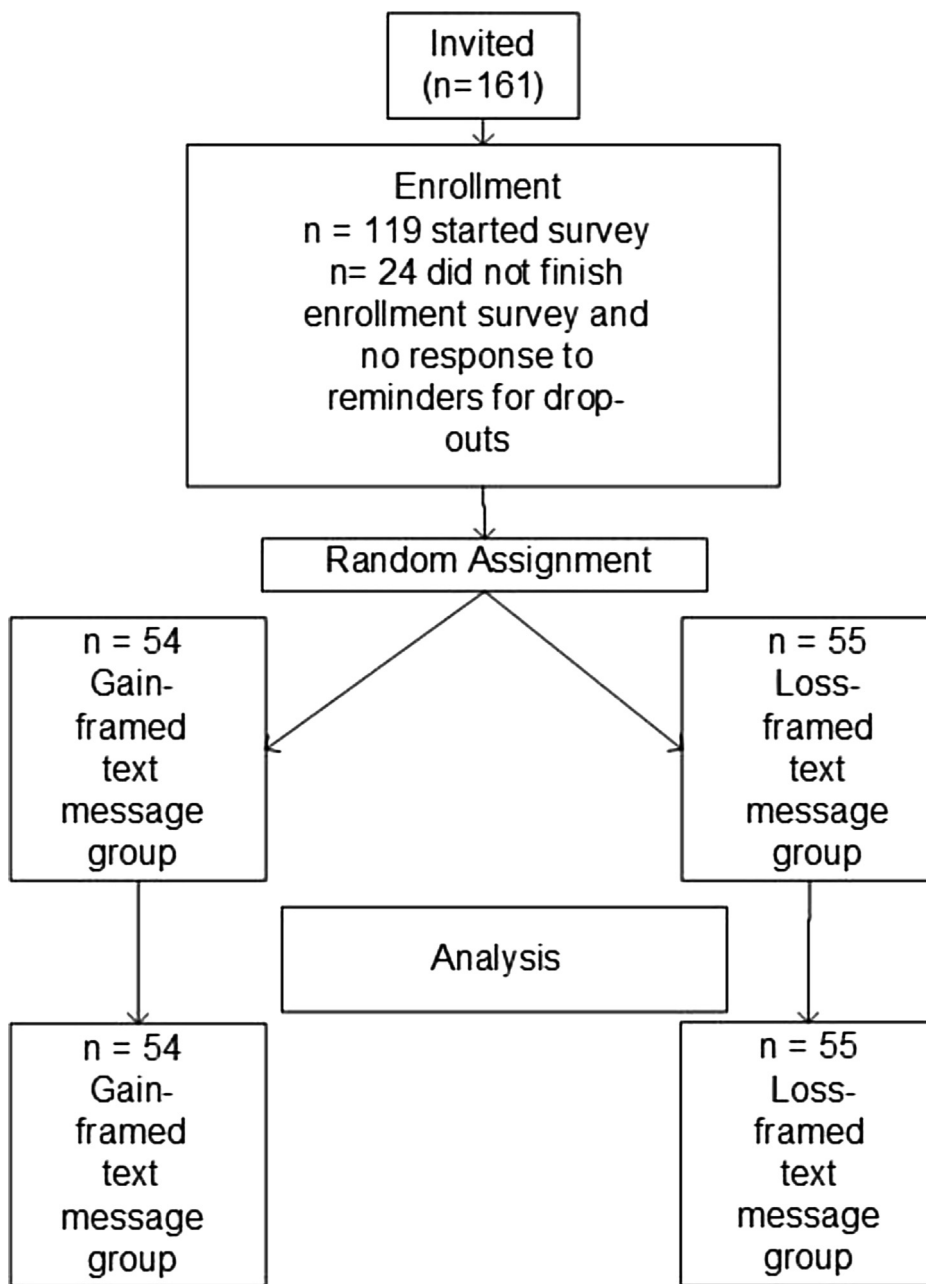 Invited
(n=161)
Enrollment
n = 119 started survey
n= 24 did not finish
enrollment survey and
no response to
reminders for drop-
outs
Random Assignment
n = 54
Gain-
framed
text
message
group
n = 55
Loss-
framed
text
message
group
Analysis
n = 54
Gain-
framed
text
message
group
n = 55
Loss-
framed
text
message
group